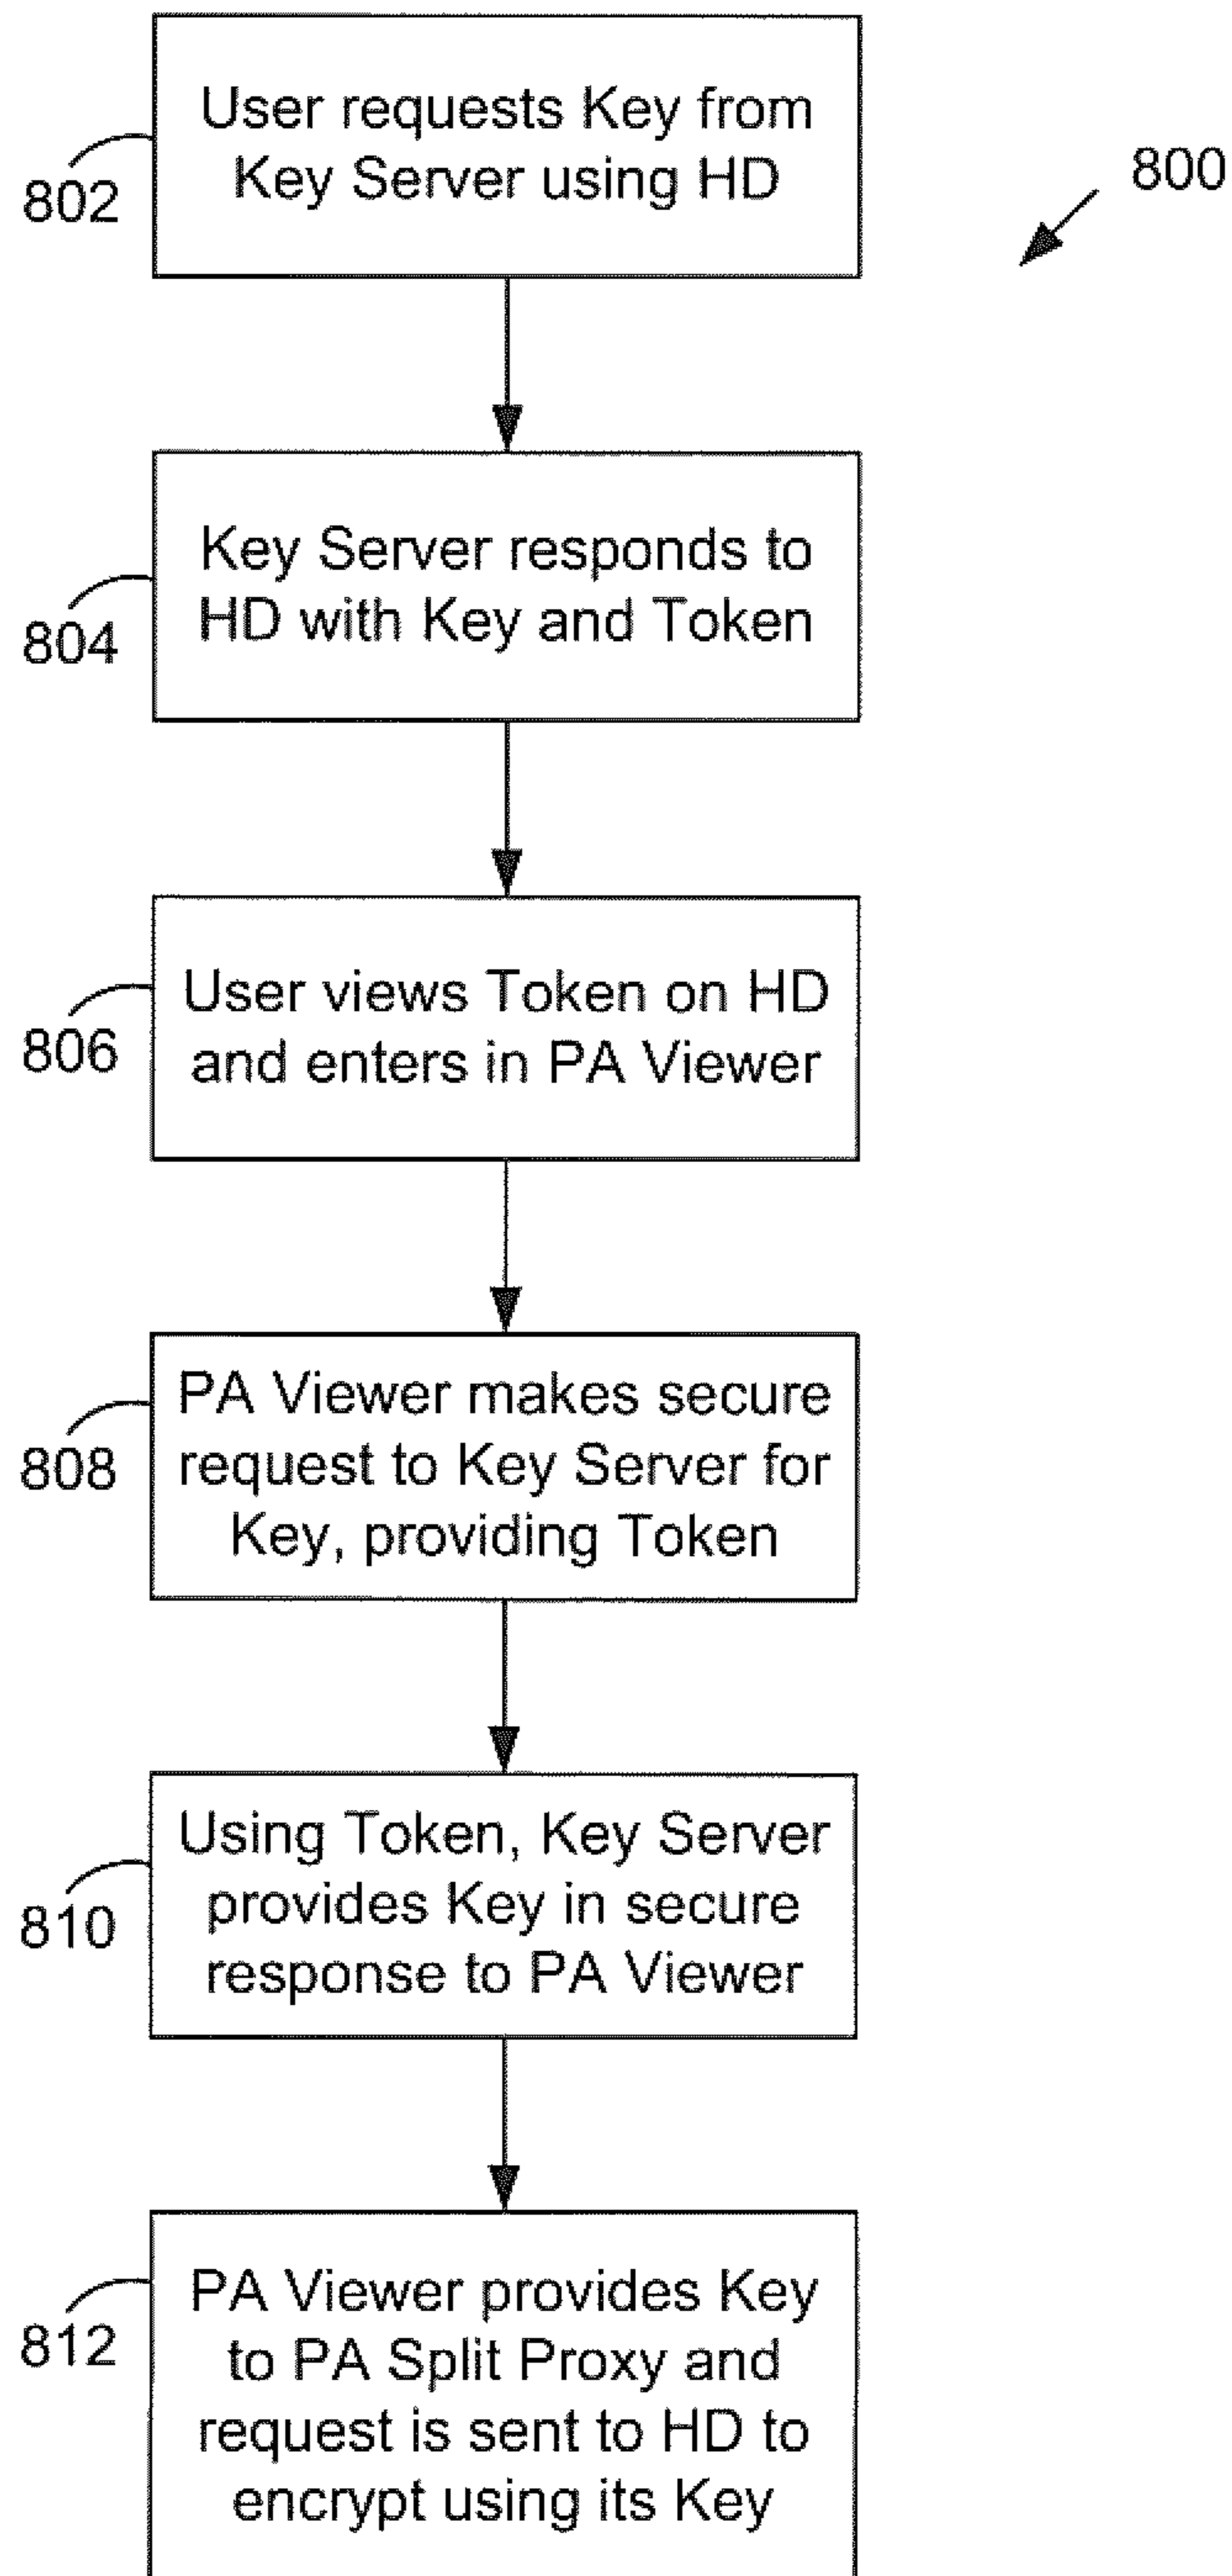 User requests Key from
Key Server using HD
802
800
Key Server responds to
HD with Key and Token
804
User views Token on HD
and enters in PA Viewer
806
PA Viewer makes secure
request to Key Server for
Key, providing Token
808
Using Token, Key Server
provides Key in secure
response to PA Viewer
810
PA Viewer provides Key
to PA Split Proxy and
request is sent to HD to
encrypt using its Key
812